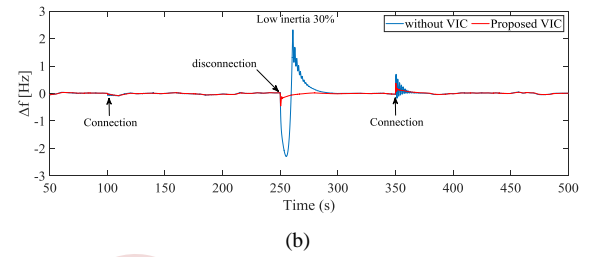 Low inertia 30%
without VIC
Proposed VIC
disconnection
Connection
Connection
Δf [Hz]
3
2
1
0
-1
-2
-3
50 100 150 200 250 300 350 400 450 500
Time (s)
(b)